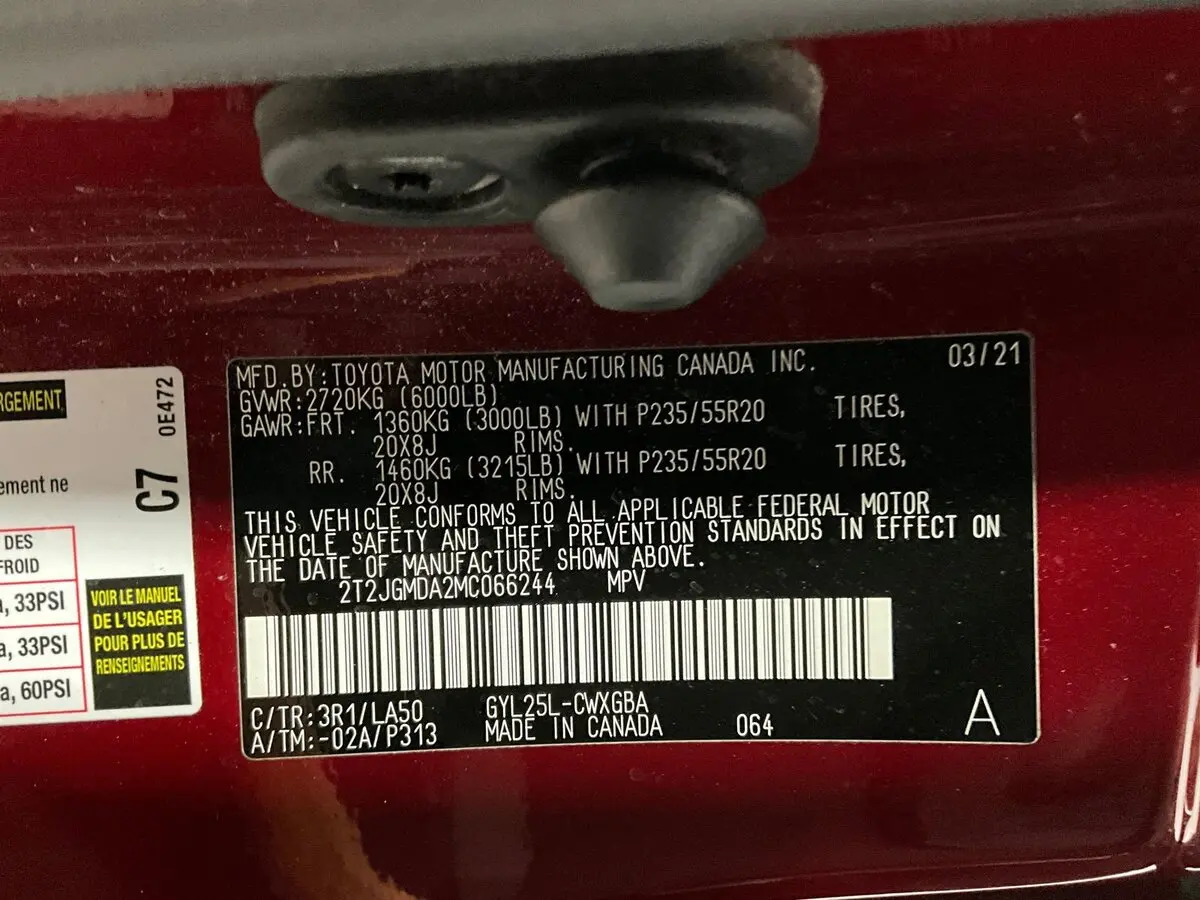 RGEMENT
0E472
C7
ement ne
DES
FROID
a, 33PSI
a, 33PSI
a, 60PSI
VOIR LE MANUEL
DE L'USAGER
POUR PLUS DE
RENSEIGNEMENTS
MFD.BY:TOYOTA MOTOR MANUFACTURING CANADA INC. 03/21
GVWR:2720KG (6000LB)
GAWR:FRT. 1360KG (3000LB) WITH P235/55R20 TIRES,
20X8J RIMS.
RR. 1460KG (3215LB) WITH P235/55R20 TIRES,
20X8J RIMS.
THIS VEHICLE CONFORMS TO ALL APPLICABLE FEDERAL MOTOR
VEHICLE SAFETY AND THEFT PREVENTION STANDARDS IN EFFECT ON
THE DATE OF MANUFACTURE SHOWN ABOVE.
2T2JGMDA2MC066244 MPV
C/TR:3R1/LA50 GYL25L-CWXGBA
A/TM:-02A/P313 MADE IN CANADA 064 A